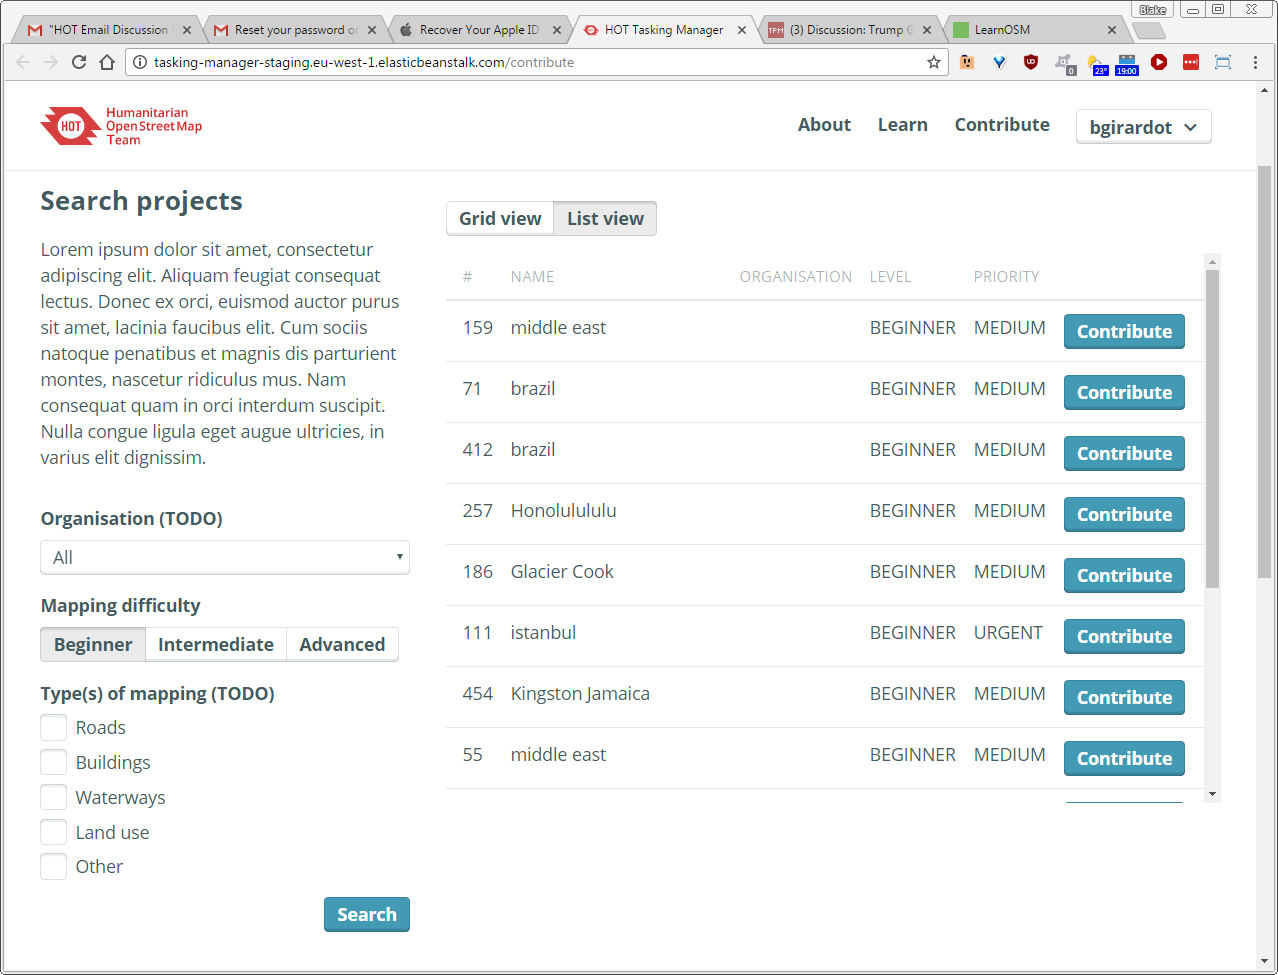 Blake
"HOT Email Discussion
Reset your password or
Recover Your Apple ID
HOT Tasking Manager
TPM
(3) Discussion: Trump G
LearnOSM
tasking-manager-staging.eu-west-1.elasticbeanstalk.com/contribute
0
23°
19:00
HOT
Humanitarian
OpenStreetMap
Team
About
Learn
Contribute
bgirardot
Search projects
Lorem ipsum dolor sit amet, consectetur
adipiscing elit. Aliquam feugiat consequat
lectus. Donec ex orci, euismod auctor purus
sit amet, lacinia faucibus elit. Cum sociis
natoque penatibus et magnis dis parturient
montes, nascetur ridiculus mus. Nam
consequat quam in orci interdum suscipit.
Nulla congue ligula eget augue ultricies, in
varius elit dignissim.
Organisation (TODO)
All
Mapping difficulty
Beginner Intermediate Advanced
Type(s) of mapping (TODO)
Roads
Buildings
Waterways
Land use
Other
Search
Grid view List view
# NAME ORGANISATION LEVEL PRIORITY
159 middle east BEGINNER MEDIUM Contribute
71 brazil BEGINNER MEDIUM Contribute
412 brazil BEGINNER MEDIUM Contribute
257 Honolulululu BEGINNER MEDIUM Contribute
186 Glacier Cook BEGINNER MEDIUM Contribute
111 istanbul BEGINNER URGENT Contribute
454 Kingston Jamaica BEGINNER MEDIUM Contribute
55 middle east BEGINNER MEDIUM Contribute